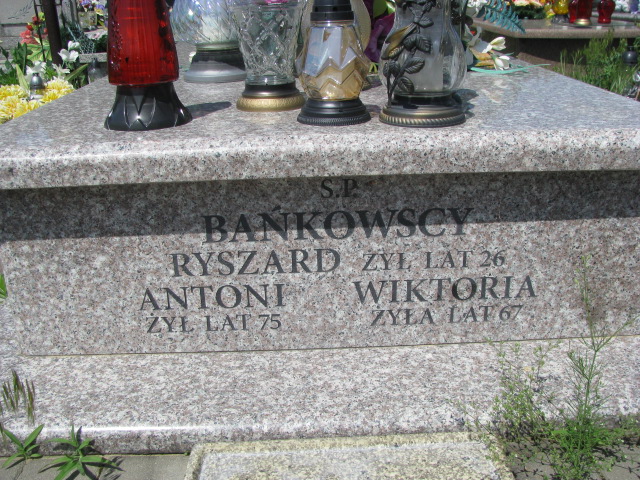 Ś.P.
BAŃKOWSCY
RYSZARD ŻYŁ LAT 26
ANTONI WIKTORIA
ŻYŁ LAT 75 ŻYŁA LAT 67